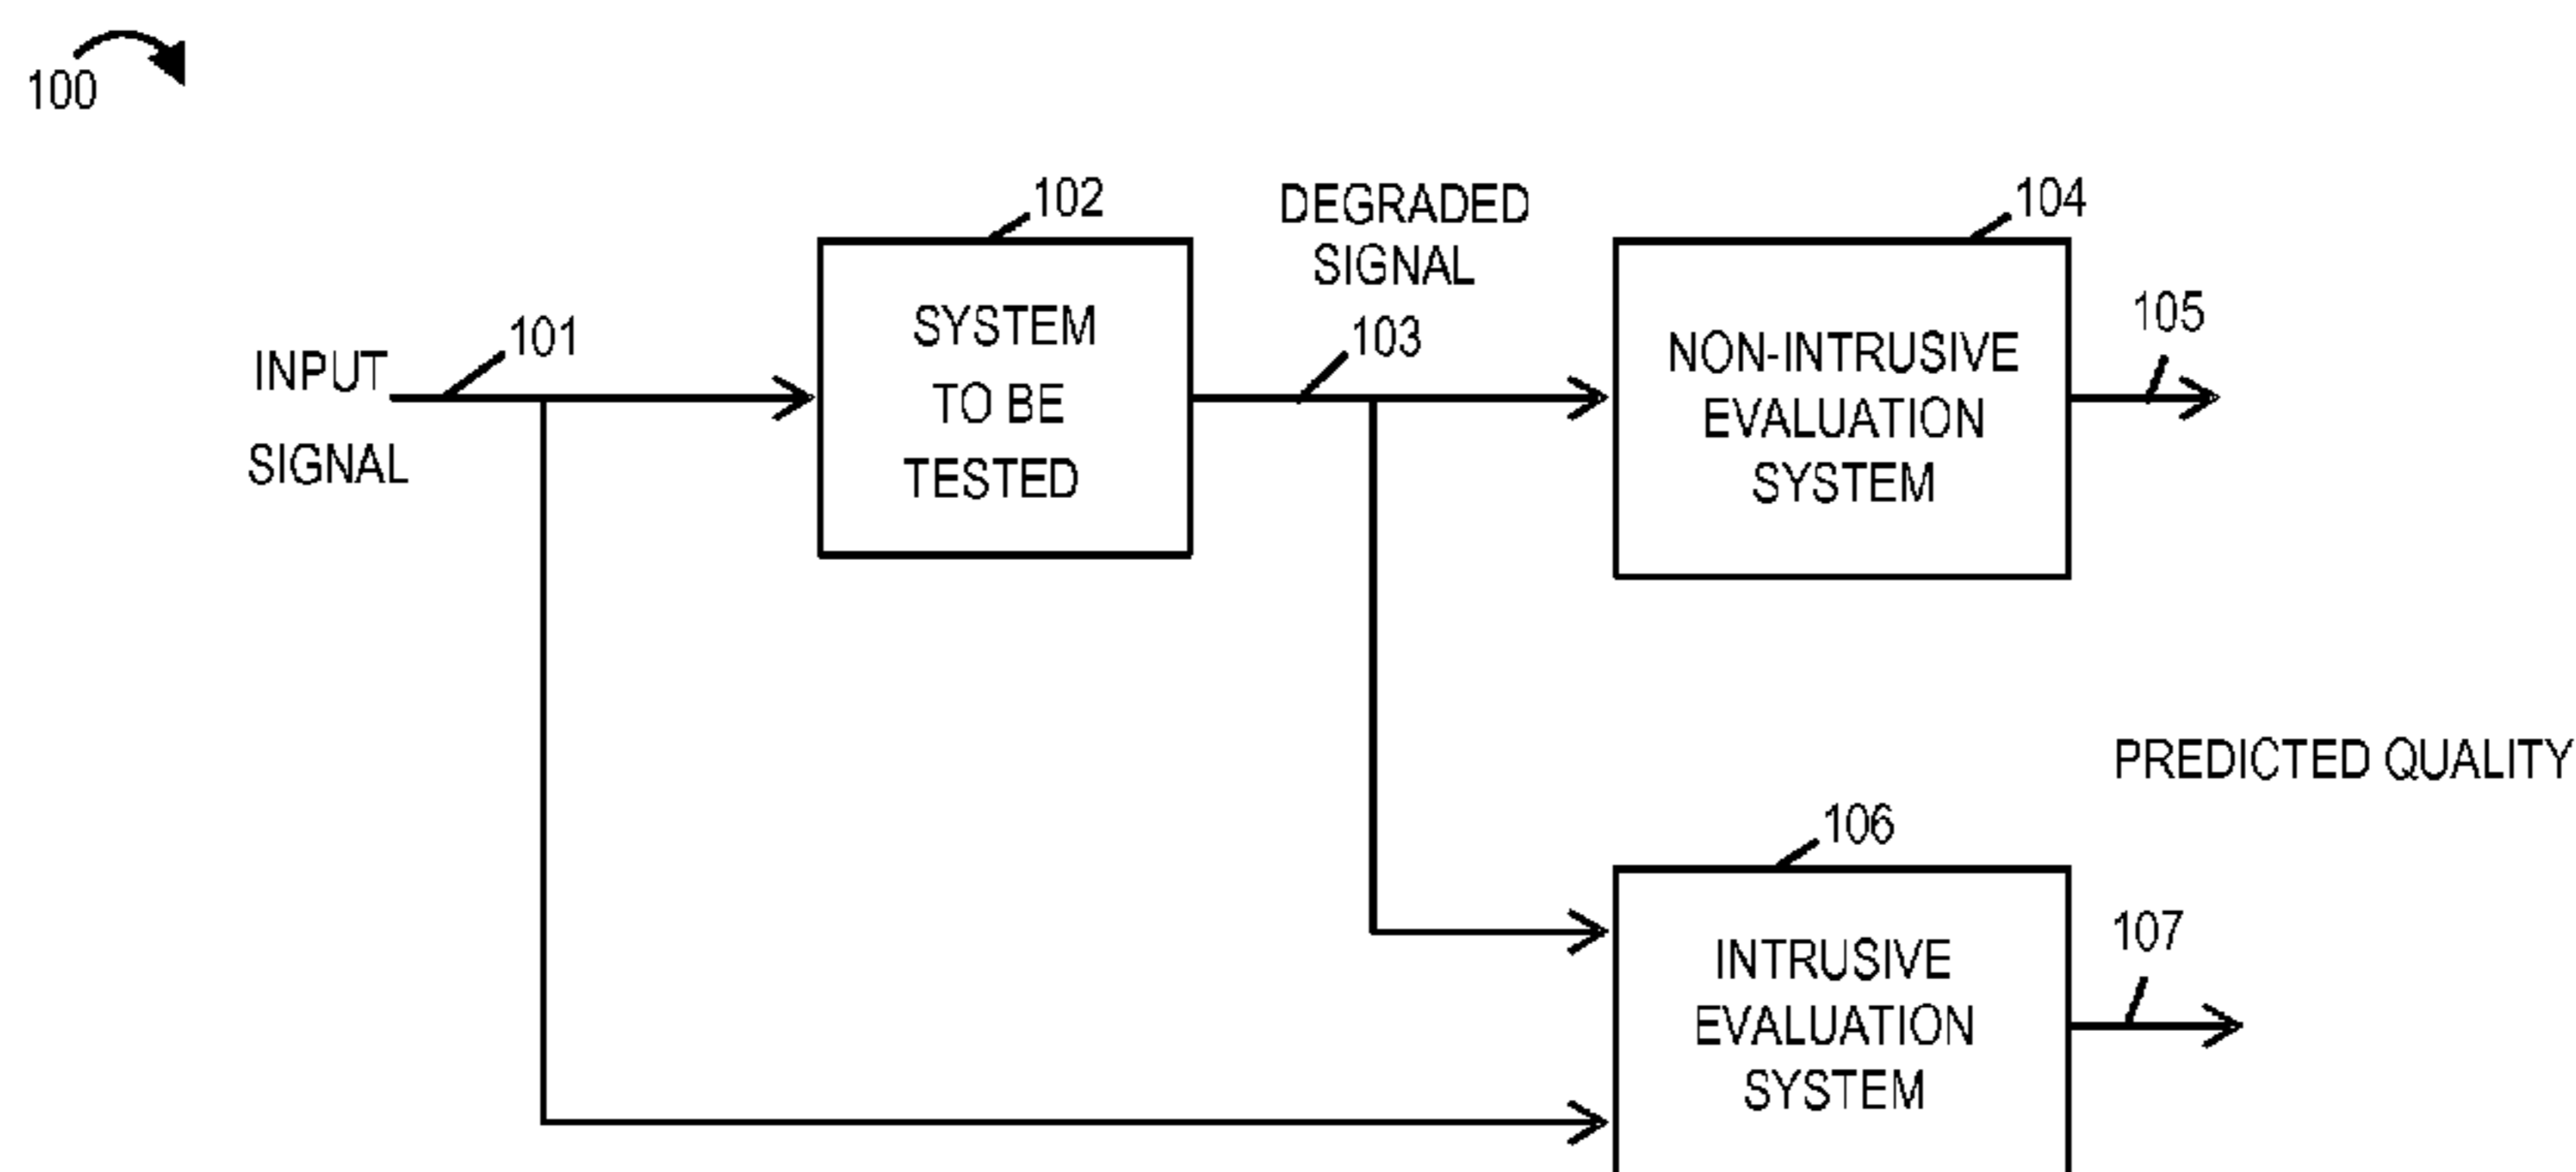 100
102
DEGRADED
SIGNAL
104
INPUT
SIGNAL
101
SYSTEM
TO BE
TESTED
103
NON-INTRUSIVE
EVALUATION
SYSTEM
105
PREDICTED QUALITY
106
INTRUSIVE
EVALUATION
SYSTEM
107